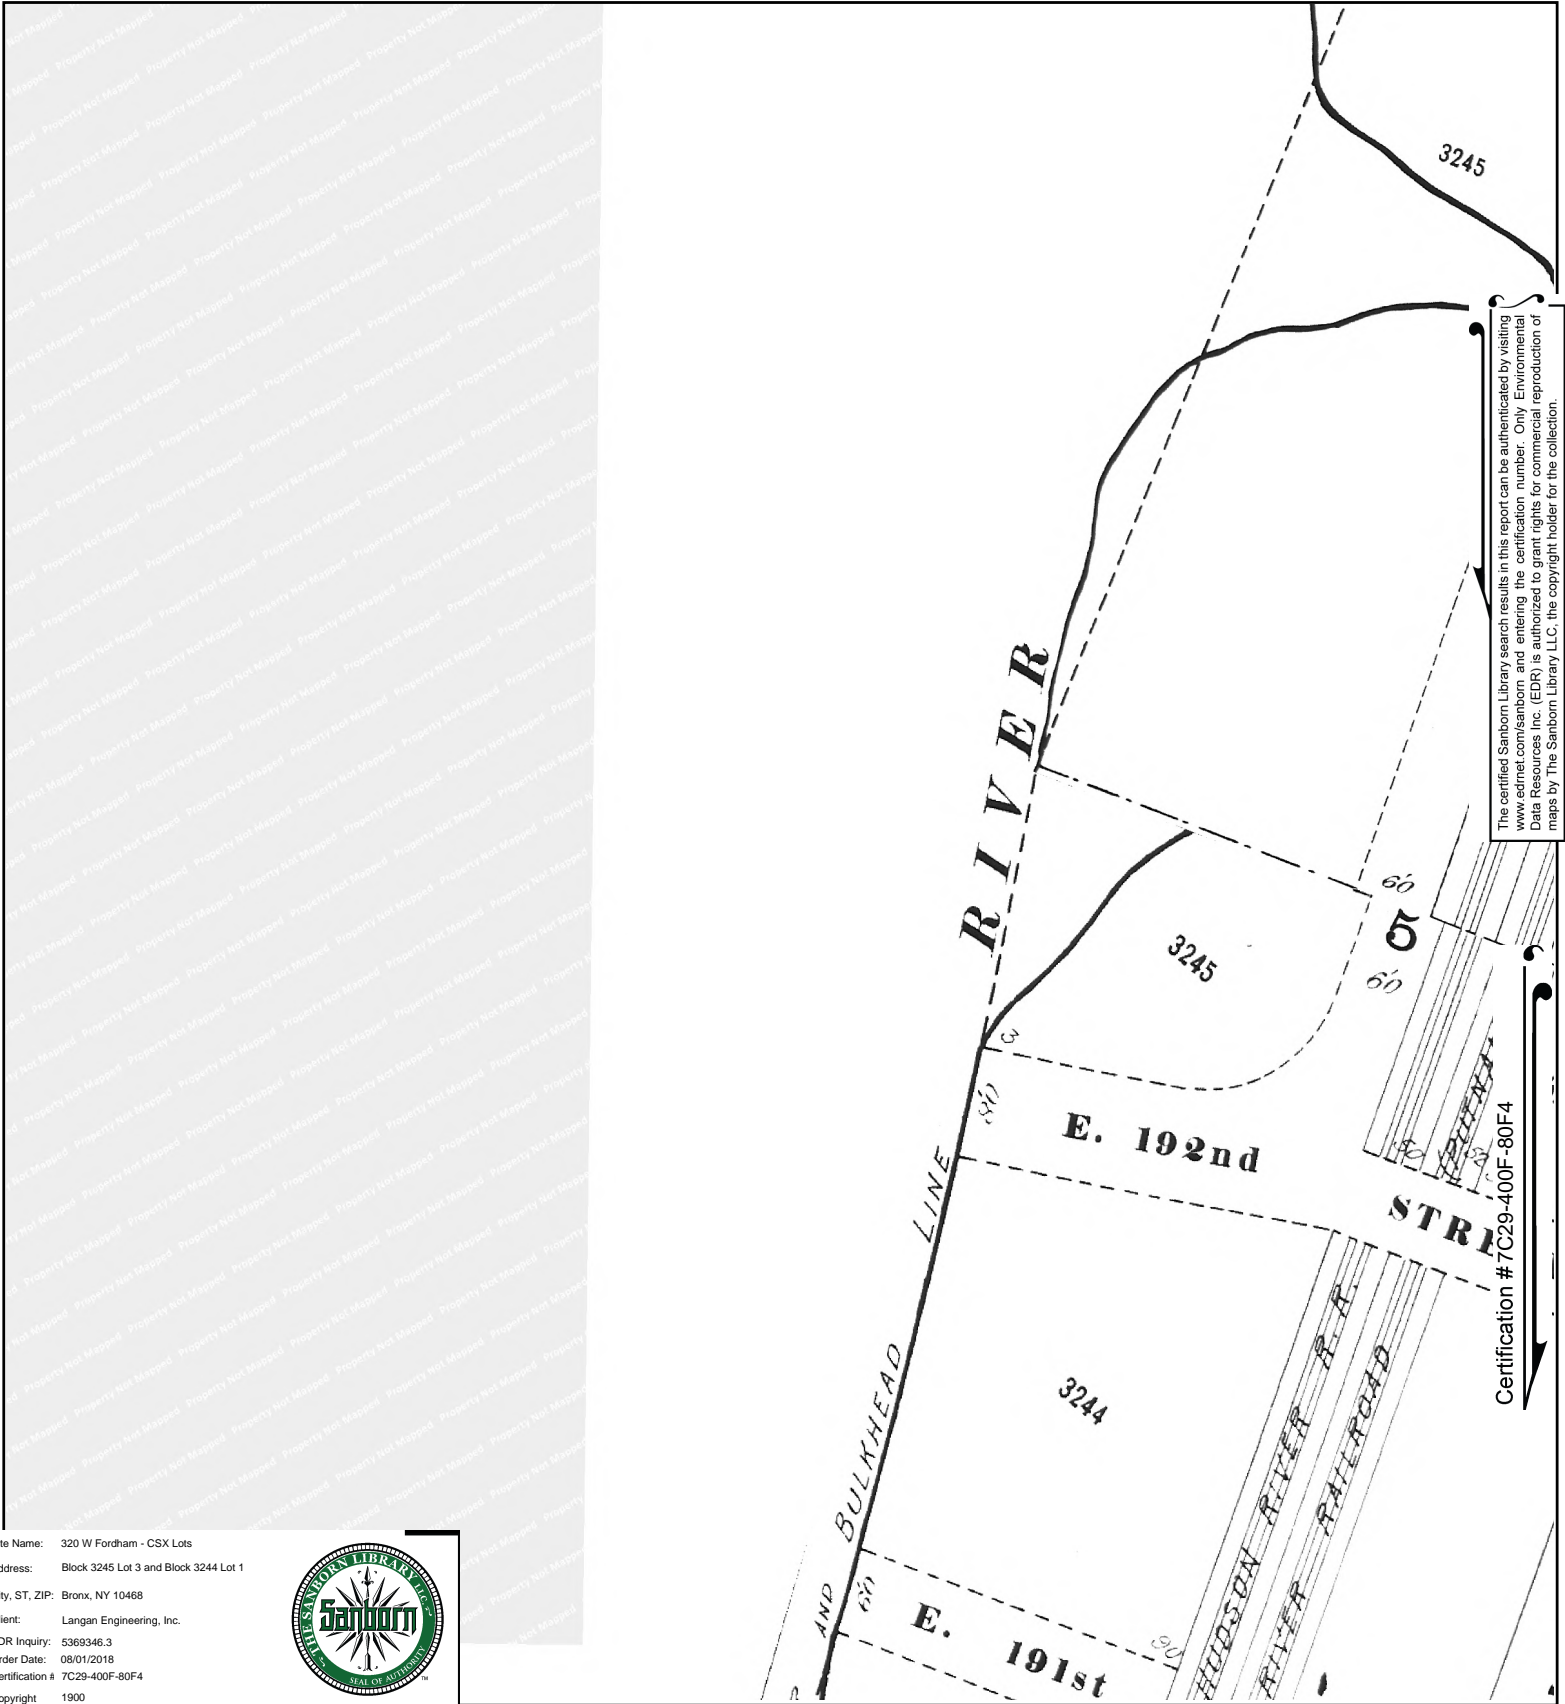 Property Not Mapped
3245
The certified Sanborn Library search results in this report can be authenticated by visiting
www.edrnet.com/sanborn and entering the certification number. Only Environmental
Data Resources Inc. (EDR) is authorized to grant rights for commercial reproduction of
maps by The Sanborn Library LLC, the copyright holder for the collection.
RIVER
60
5
60
3245
3
80
E. 192nd
STRE
Certification # 7C29-400F-80F4
LINE
BULKHEAD
AND
3244
HUDSON RIVER R.R.
RIVER RAILROAD
60
E. 191st
90
te Name: 320 W Fordham - CSX Lots
ddress: Block 3245 Lot 3 and Block 3244 Lot 1
ity, ST, ZIP: Bronx, NY 10468
ient: Langan Engineering, Inc.
DR Inquiry: 5369346.3
rder Date: 08/01/2018
ertification # 7C29-400F-80F4
opyright 1900
THE SANBORN LIBRARY LLC
Sanborn
SEAL OF AUTHORITY
TM